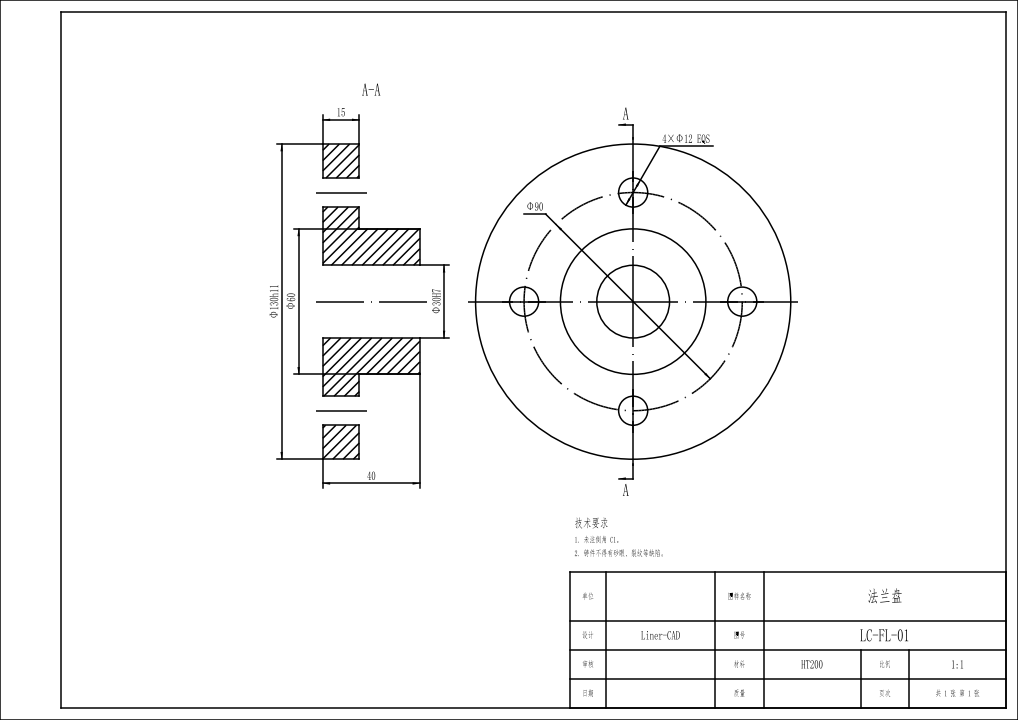 A-A
15
A
4×Φ12 EQS
Φ90
Φ130h11
Φ60
Φ30H7
40
A
技术要求
1. 未注倒角 C1。
2. 铸件不得有砂眼、裂纹等缺陷。
单位
图样名称
法兰盘
设计
Liner-CAD
图号
LC-FL-01
审核
材料
HT200
比例
1:1
日期
质量
页次
共 1 张 第 1 张